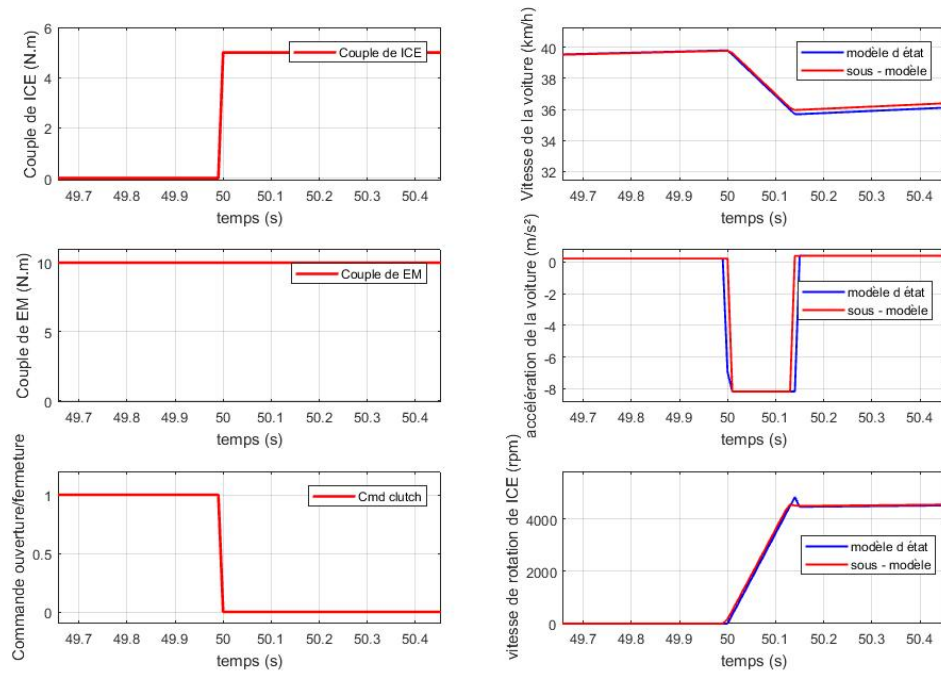 Couple de ICE (N.m)
6
4
2
0
Couple de ICE
49.7 49.8 49.9 50 50.1 50.2 50.3 50.4
temps (s)
Vitesse de la voiture (km/h)
40
38
36
34
32
modèle d état
sous - modèle
49.7 49.8 49.9 50 50.1 50.2 50.3 50.4
temps (s)
Couple de EM (N.m)
10
5
0
Couple de EM
49.7 49.8 49.9 50 50.1 50.2 50.3 50.4
temps (s)
accélération de la voiture (m/s²)
0
-2
-4
-6
-8
modèle d état
sous - modèle
49.7 49.8 49.9 50 50.1 50.2 50.3 50.4
temps (s)
Commande ouverture/fermeture
1
0.5
0
Cmd clutch
49.7 49.8 49.9 50 50.1 50.2 50.3 50.4
temps (s)
vitesse de rotation de ICE (rpm)
4000
2000
0
modèle d état
sous - modèle
49.7 49.8 49.9 50 50.1 50.2 50.3 50.4
temps (s)